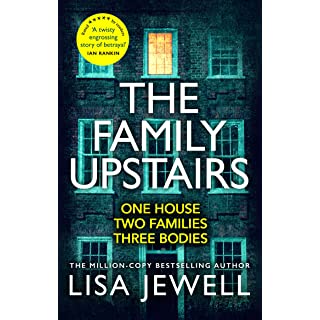 'A twisty
engrossing
story of betrayal'
IAN RANKIN
THE
FAMILY
UPSTAIRS
ONE HOUSE
TWO FAMILIES
THREE BODIES
THE MILLION-COPY BESTSELLING AUTHOR
LISA JEWELL